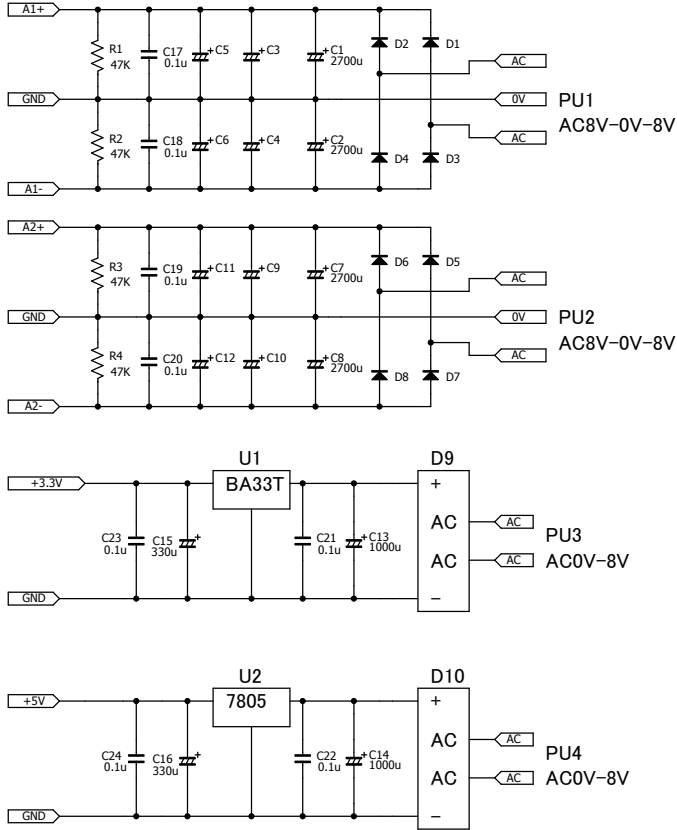 A1+
R1
47K
C17
0.1u
+C5
+C3
+C1
2700u
D2
D1
AC
GND
0V
PU1
AC8V-0V-8V
R2
47K
C18
0.1u
+C6
+C4
+C2
2700u
D4
D3
AC
A1-
A2+
R3
47K
C19
0.1u
+C11
+C9
+C7
2700u
D6
D5
AC
GND
0V
PU2
AC8V-0V-8V
R4
47K
C20
0.1u
+C12
+C10
+C8
2700u
D8
D7
AC
A2-
U1
D9
+3.3V
BA33T
+
C23
0.1u
C15
330u
+
C21
0.1u
+C13
1000u
AC
AC
AC
AC
PU3
AC0V-8V
GND
-
U2
D10
+5V
7805
+
C24
0.1u
C16
330u
+
C22
0.1u
+C14
1000u
AC
AC
AC
AC
PU4
AC0V-8V
GND
-